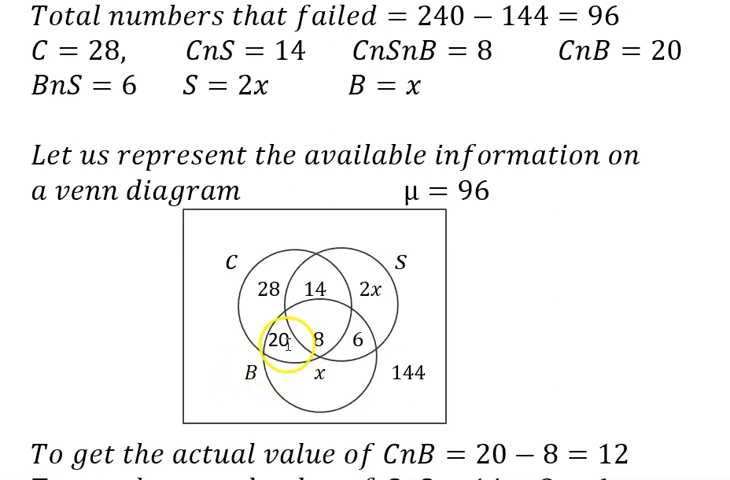 Total numbers that failed = 240 − 144 = 96
C = 28, CnS = 14 CnSnB = 8 CnB = 20
BnS = 6 S = 2x B = x
Let us represent the available information on
a venn diagram μ = 96
C S
28 14 2x
20 8 6
B x 144
To get the actual value of CnB = 20 − 8 = 12